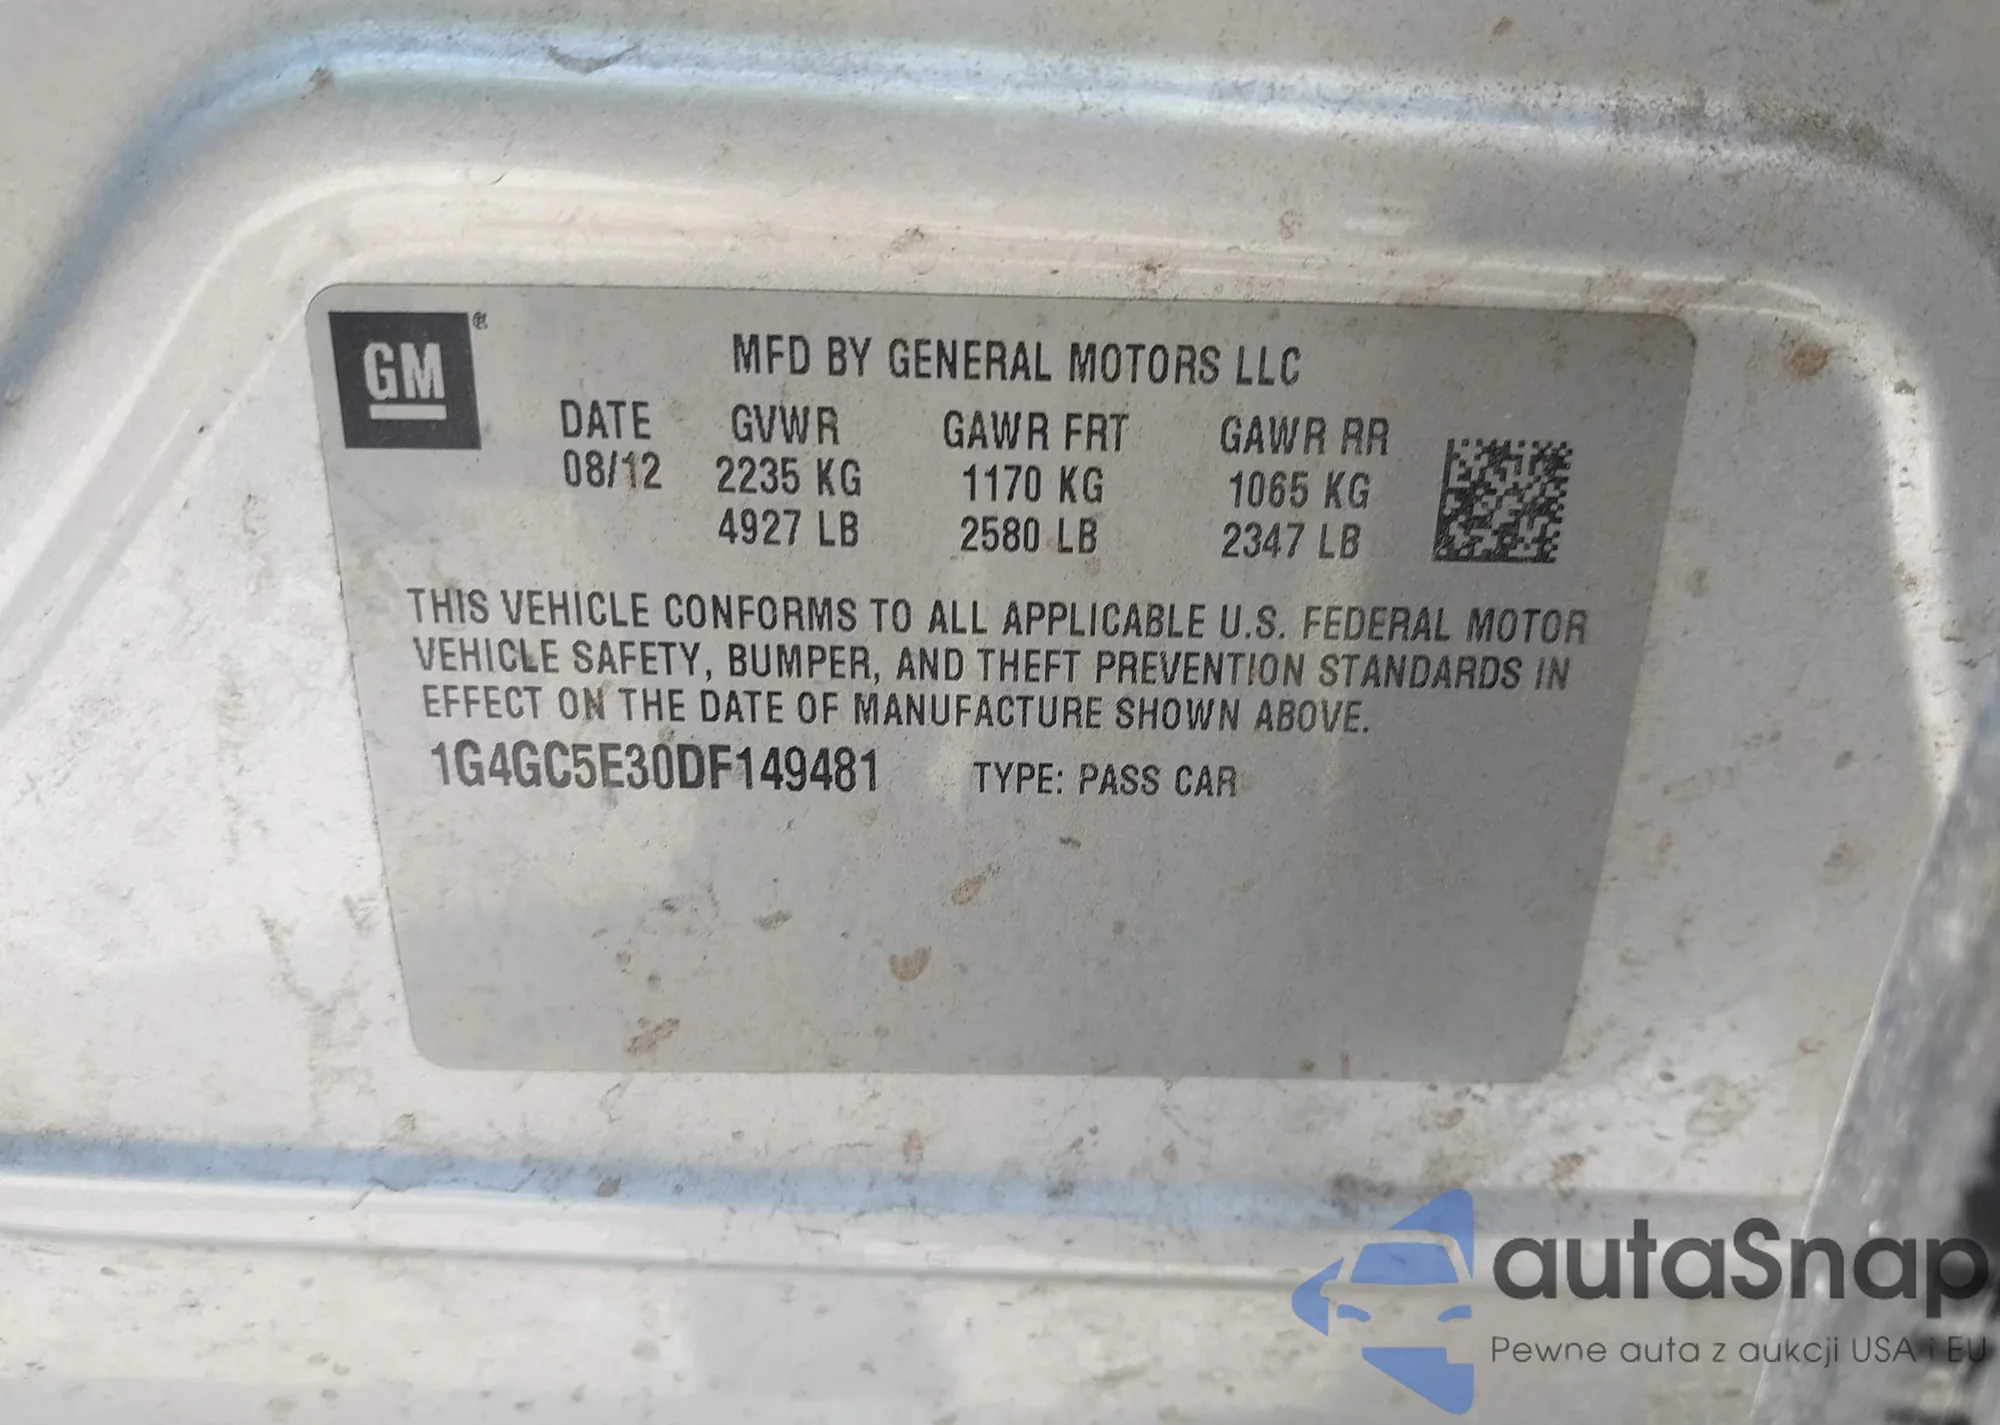 GM ®
MFD BY GENERAL MOTORS LLC
DATE GVWR GAWR FRT GAWR RR
08/12 2235 KG 1170 KG 1065 KG
4927 LB 2580 LB 2347 LB
THIS VEHICLE CONFORMS TO ALL APPLICABLE U.S. FEDERAL MOTOR
VEHICLE SAFETY, BUMPER, AND THEFT PREVENTION STANDARDS IN
EFFECT ON THE DATE OF MANUFACTURE SHOWN ABOVE.
1G4GC5E30DF149481 TYPE: PASS CAR
autaSnap
Pewne auta z aukcji USA i EU